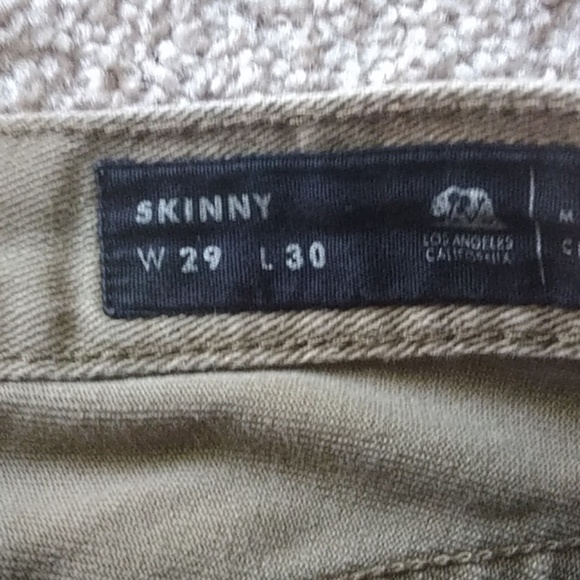 SKINNY
W 29 L 30
LOS ANGELES
CALIFORNIA
M